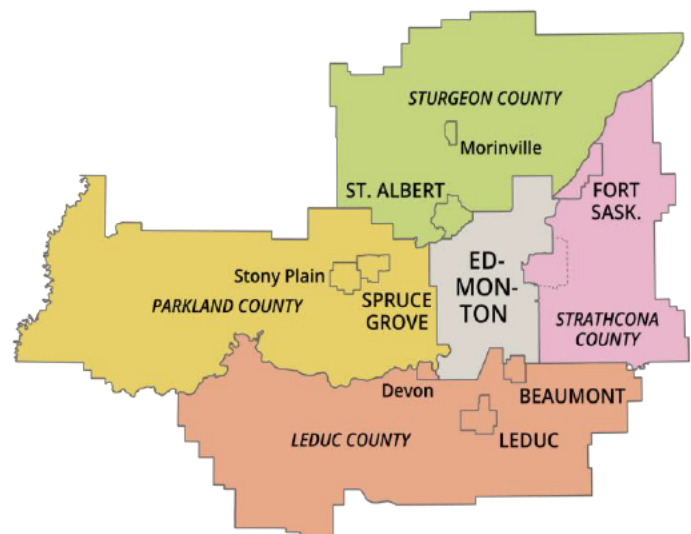 STURGEON COUNTY
Morinville
ST. ALBERT
FORT
SASK.
ED-
MON-
TON
Stony Plain
SPRUCE
GROVE
PARKLAND COUNTY
STRATHCONA
COUNTY
Devon
BEAUMONT
LEDUC COUNTY
LEDUC